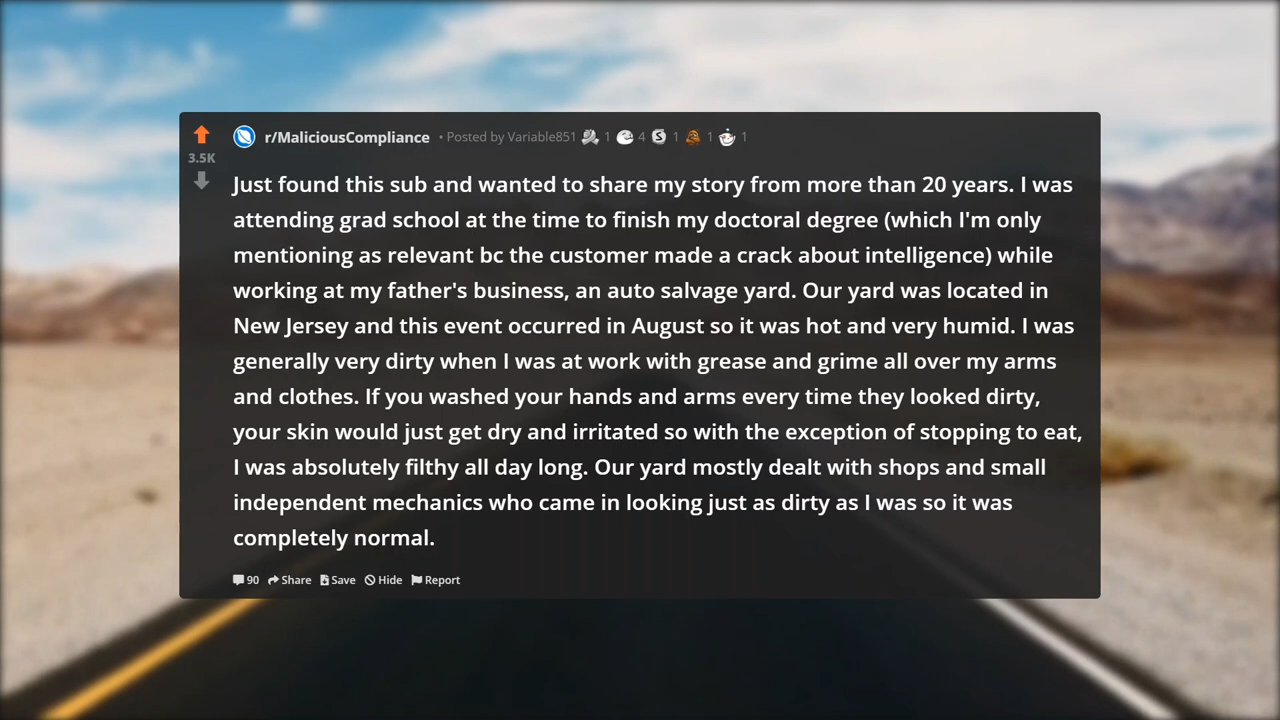 r/MaliciousCompliance • Posted by Variable851 1 4 1 1 1
3.5K
Just found this sub and wanted to share my story from more than 20 years. I was
attending grad school at the time to finish my doctoral degree (which I'm only
mentioning as relevant bc the customer made a crack about intelligence) while
working at my father's business, an auto salvage yard. Our yard was located in
New Jersey and this event occurred in August so it was hot and very humid. I was
generally very dirty when I was at work with grease and grime all over my arms
and clothes. If you washed your hands and arms every time they looked dirty,
your skin would just get dry and irritated so with the exception of stopping to eat,
I was absolutely filthy all day long. Our yard mostly dealt with shops and small
independent mechanics who came in looking just as dirty as I was so it was
completely normal.
90 Share Save Hide Report